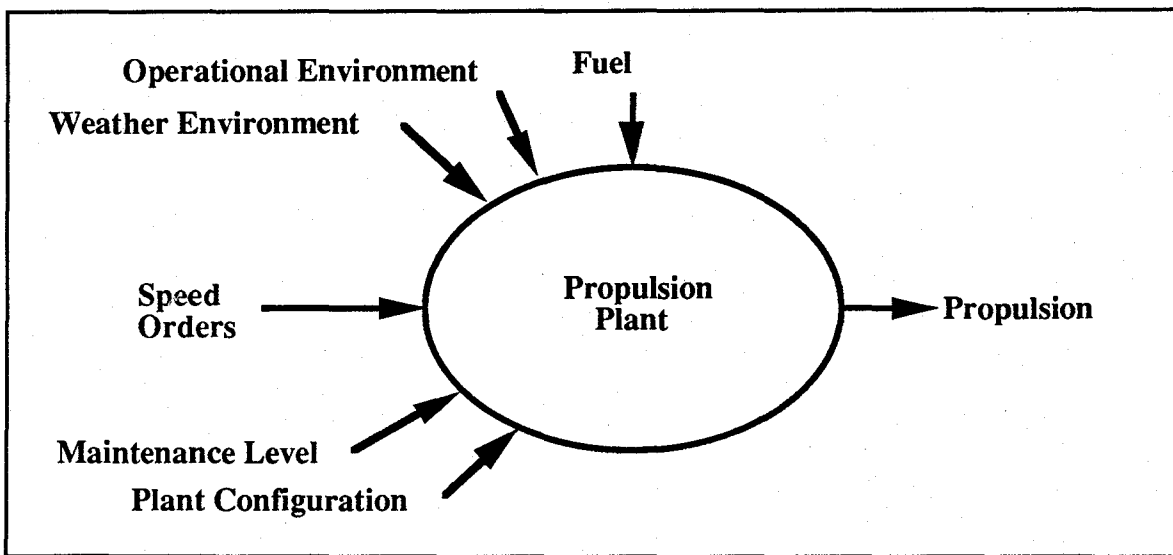 Operational Environment
Fuel
Weather Environment
Speed
Orders
Propulsion
Plant
Propulsion
Maintenance Level
Plant Configuration